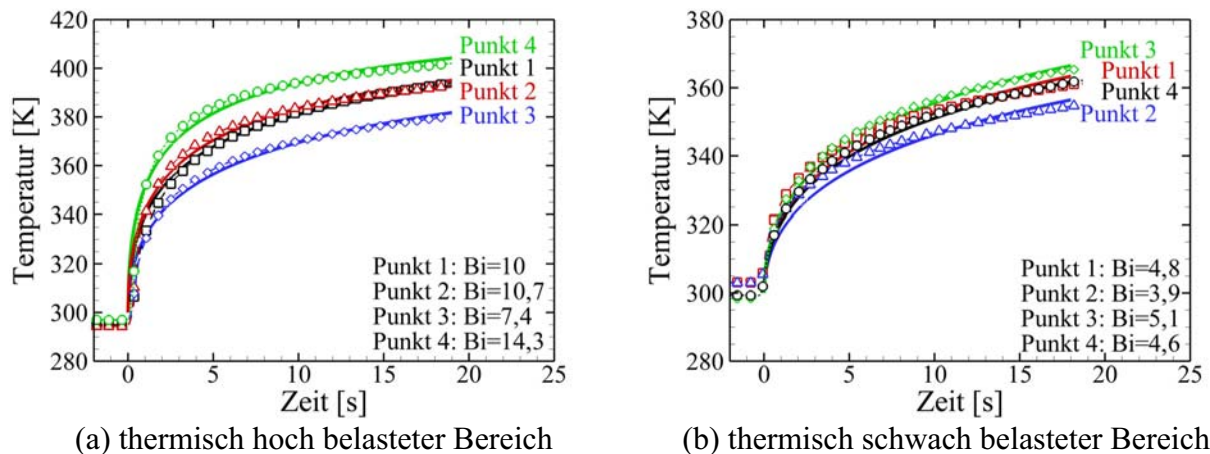 420
400
380
360
340
320
300
280
Temperatur [K]
Punkt 4
Punkt 1
Punkt 2
Punkt 3
Punkt 1: Bi=10
Punkt 2: Bi=10,7
Punkt 3: Bi=7,4
Punkt 4: Bi=14,3
0 5 10 15 20 25
Zeit [s]
(a) thermisch hoch belasteter Bereich
380
360
340
320
300
280
Temperatur [K]
Punkt 3
Punkt 1
Punkt 4
Punkt 2
Punkt 1: Bi=4,8
Punkt 2: Bi=3,9
Punkt 3: Bi=5,1
Punkt 4: Bi=4,6
0 5 10 15 20 25
Zeit [s]
(b) thermisch schwach belasteter Bereich